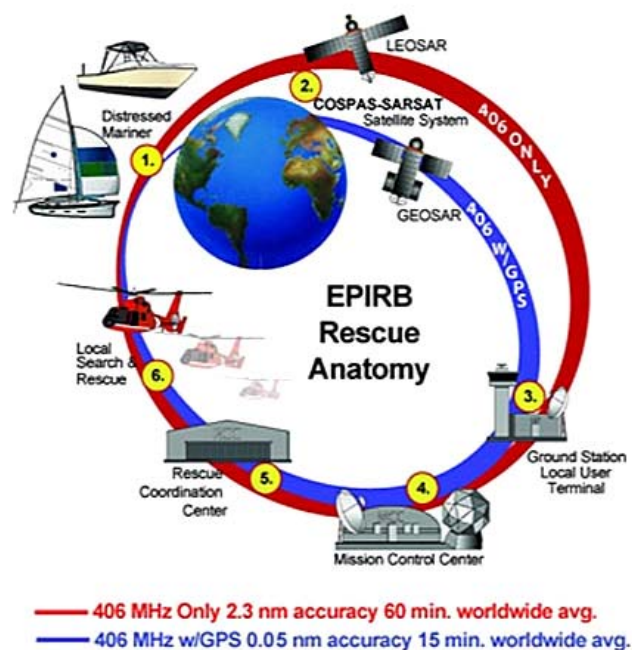 LEOSAR
2.
COSPAS-SARSAT
Satellite System
406 ONLY
Distressed
Mariner
1.
GEOSAR
406 W/GPS
EPIRB
Rescue
Anatomy
Local
Search &
Rescue
6.
3.
Ground Station
Local User
Terminal
Rescue
Coordination
Center
5.
4.
MCC
Mission Control Center
406 MHz Only 2.3 nm accuracy 60 min. worldwide avg.
406 MHz w/GPS 0.05 nm accuracy 15 min. worldwide avg.